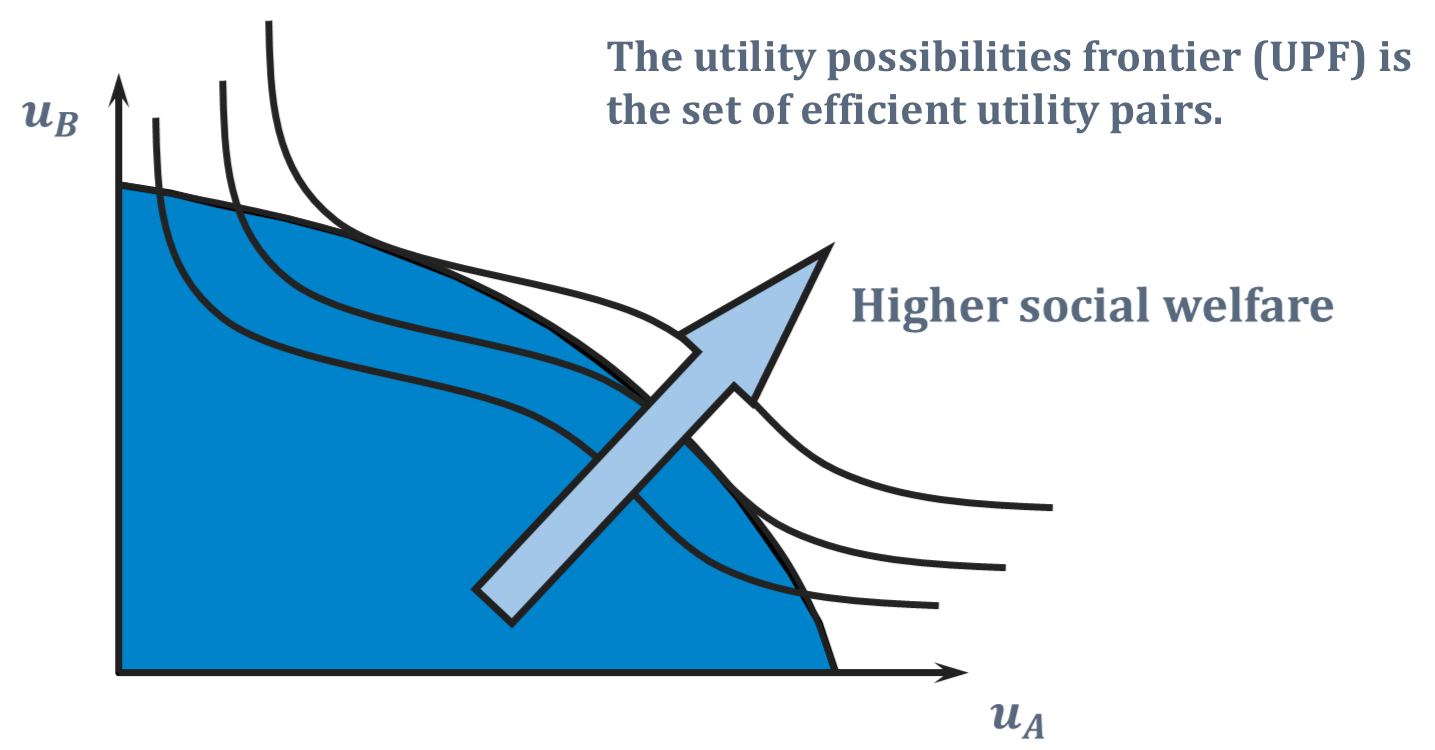 The utility possibilities frontier (UPF) is
the set of efficient utility pairs.
u_B
Higher social welfare
u_A